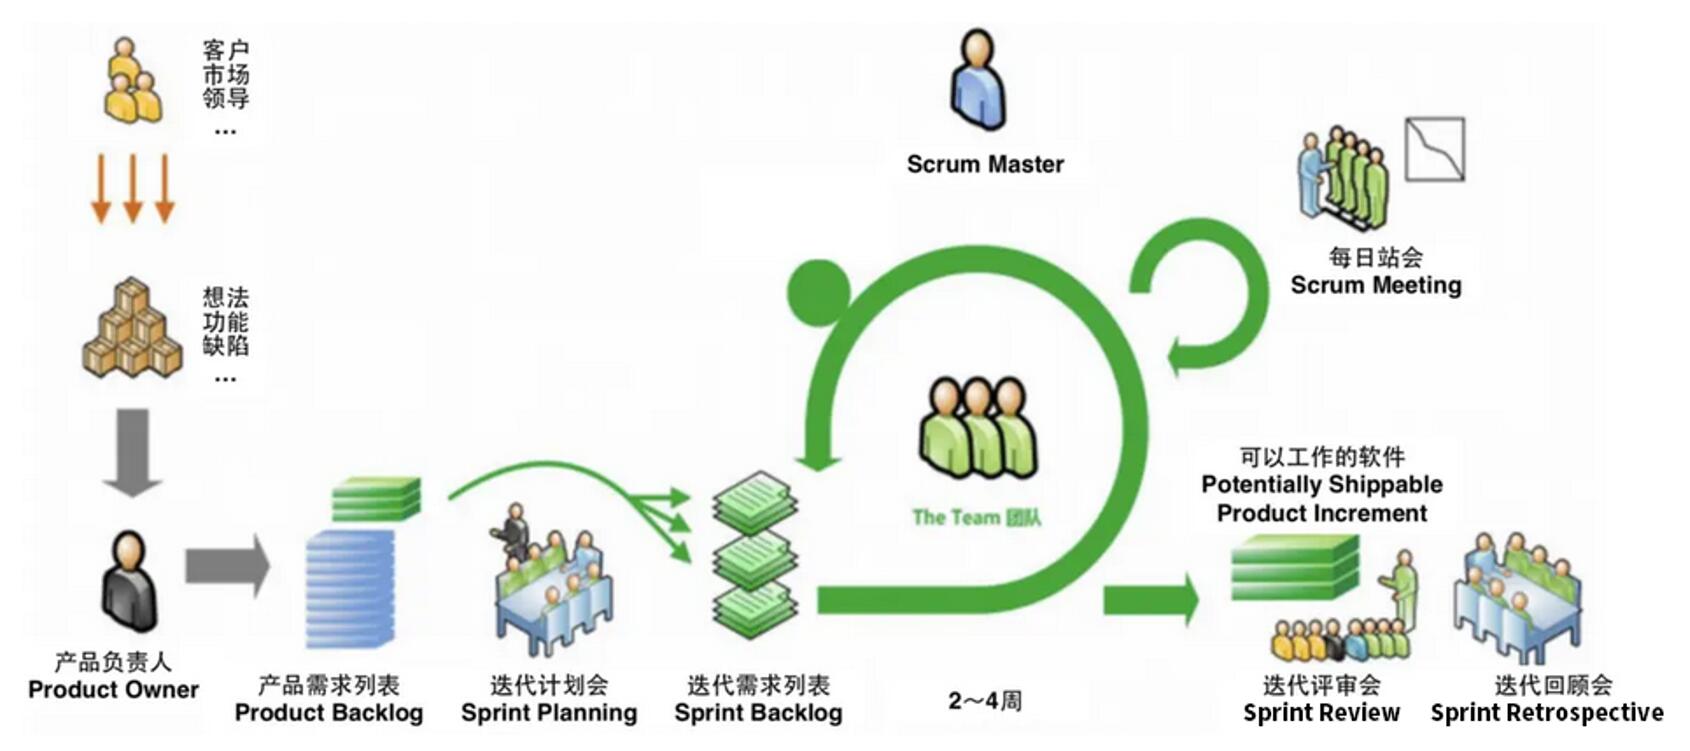 客户
市场
领导
...
想法
功能
缺陷
...
产品负责人
Product Owner
产品需求列表
Product Backlog
迭代计划会
Sprint Planning
迭代需求列表
Sprint Backlog
Scrum Master
The Team 团队
2～4周
每日站会
Scrum Meeting
可以工作的软件
Potentially Shippable
Product Increment
迭代评审会
Sprint Review
迭代回顾会
Sprint Retrospective